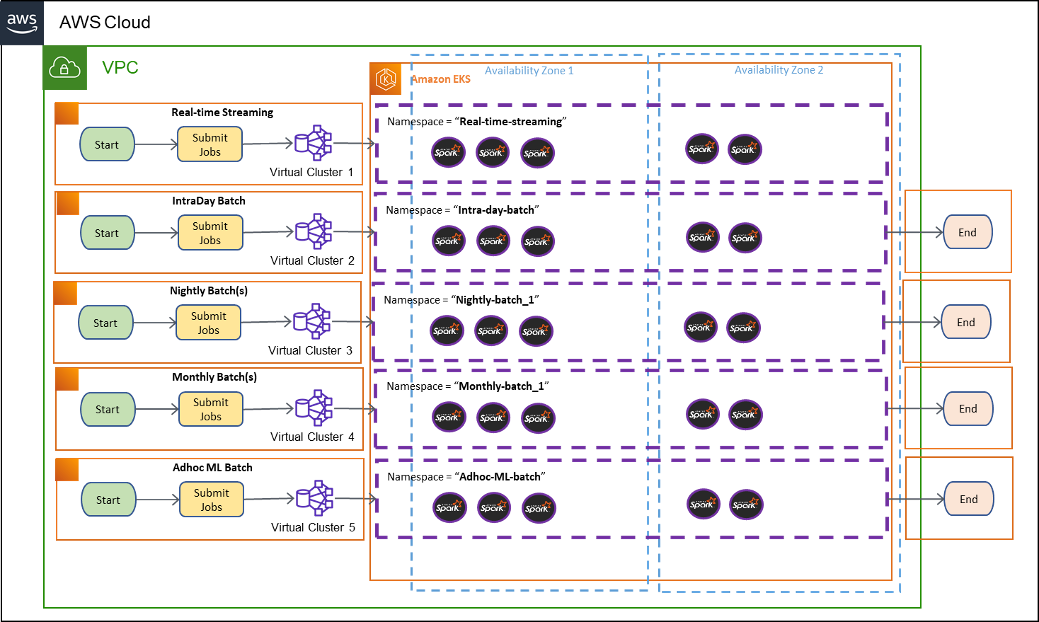 aws
AWS Cloud
VPC
Availability Zone 1
Availability Zone 2
Amazon EKS
Real-time Streaming
Start
Submit
Jobs
Virtual Cluster 1
Namespace = “Real-time-streaming”
Spark
Spark
Spark
Spark
Spark
IntraDay Batch
Start
Submit
Jobs
Virtual Cluster 2
Namespace = “Intra-day-batch”
Spark
Spark
Spark
Spark
Spark
End
Nightly Batch(s)
Start
Submit
Jobs
Virtual Cluster 3
Namespace = “Nightly-batch_1”
Spark
Spark
Spark
Spark
Spark
End
Monthly Batch(s)
Start
Submit
Jobs
Virtual Cluster 4
Namespace = “Monthly-batch_1”
Spark
Spark
Spark
Spark
Spark
End
Adhoc ML Batch
Start
Submit
Jobs
Virtual Cluster 5
Namespace = “Adhoc-ML-batch”
Spark
Spark
Spark
Spark
Spark
End